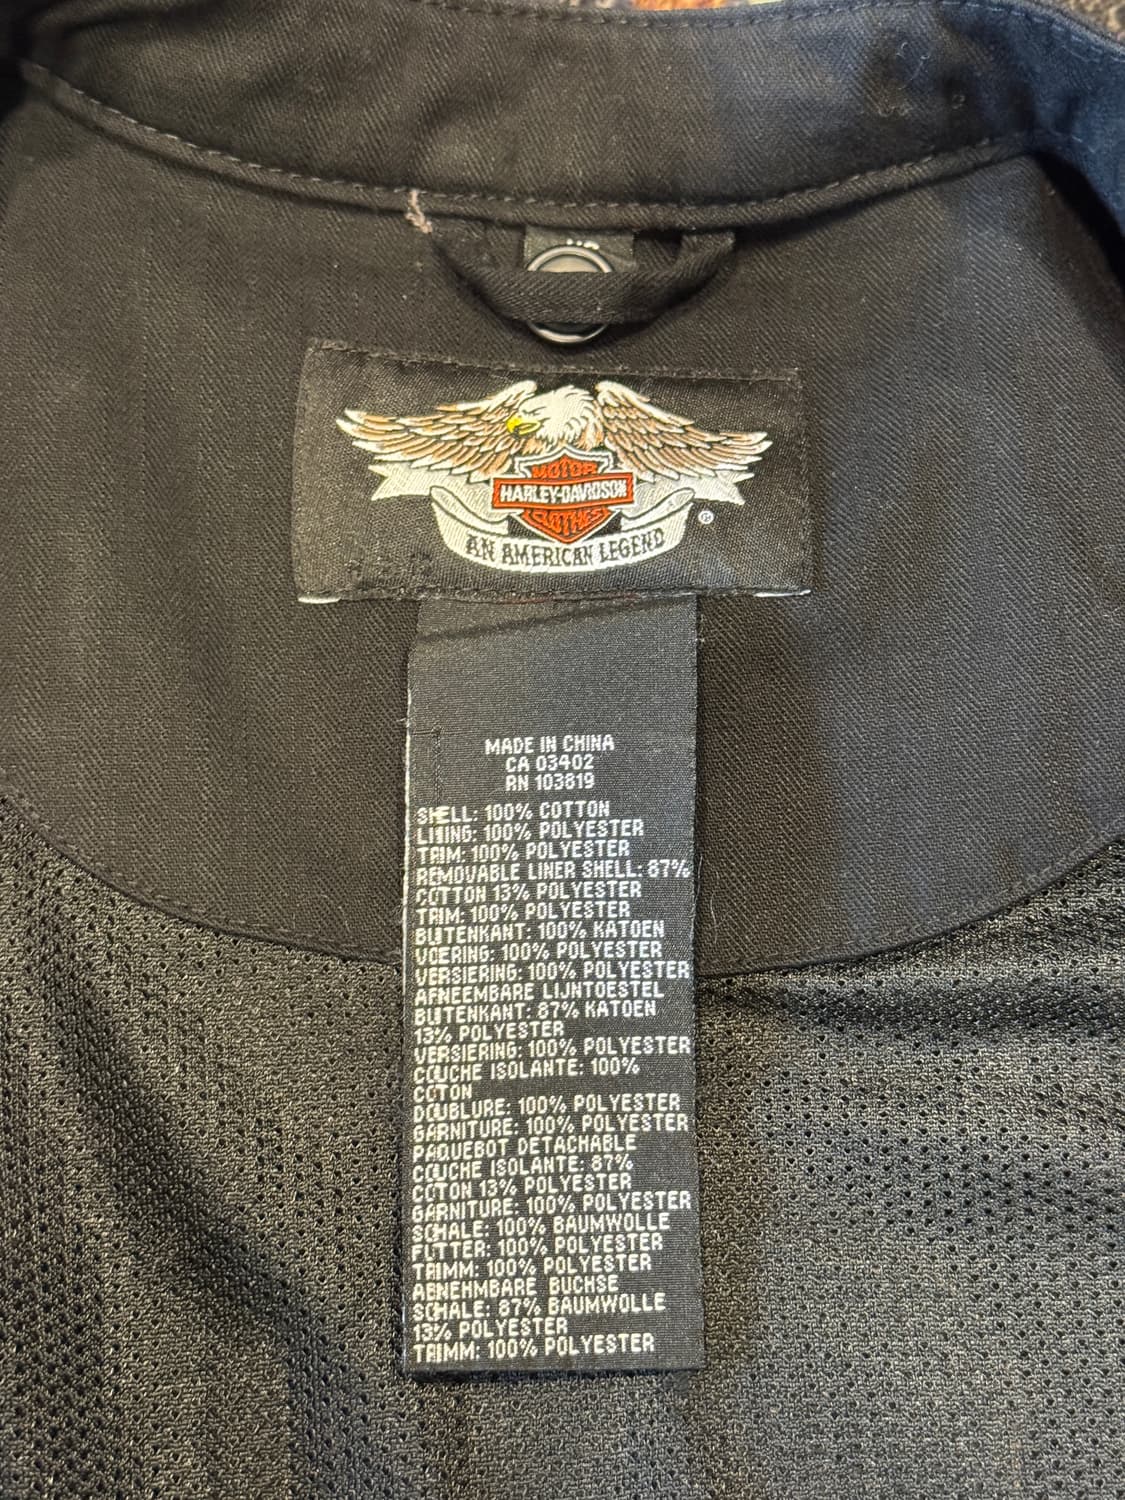 MOTOR
HARLEY-DAVIDSON
CLOTHES
AN AMERICAN LEGEND
®
MADE IN CHINA
CA 03402
RN 103819
SHELL: 100% COTTON
LINING: 100% POLYESTER
TRIM: 100% POLYESTER
REMOVABLE LINER SHELL: 87%
COTTON 13% POLYESTER
TRIM: 100% POLYESTER
BUITENKANT: 100% KATOEN
VOERING: 100% POLYESTER
VERSIERING: 100% POLYESTER
AFNEEMBARE LIJNTOESTEL
BUITENKANT: 87% KATOEN
13% POLYESTER
VERSIERING: 100% POLYESTER
COUCHE ISOLANTE: 100%
COTON
DOUBLURE: 100% POLYESTER
GARNITURE: 100% POLYESTER
PAQUEBOT DETACHABLE
COUCHE ISOLANTE: 87%
COTON 13% POLYESTER
GARNITURE: 100% POLYESTER
SCHALE: 100% BAUMWOLLE
FUTTER: 100% POLYESTER
TRIMM: 100% POLYESTER
ABNEHMBARE BUCHSE
SCHALE: 87% BAUMWOLLE
13% POLYESTER
TRIMM: 100% POLYESTER